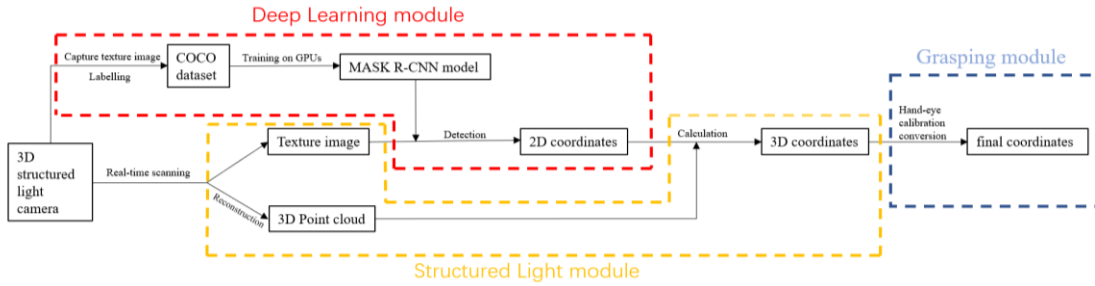 Deep Learning module
Capture texture image
Labelling
COCO
dataset
Training on GPUs
MASK R-CNN model
Grasping module
Hand-eye
calibration
conversion
final coordinates
3D
structured
light
camera
Real-time scanning
Texture image
Detection
2D coordinates
Calculation
3D coordinates
Reconstruction
3D Point cloud
Structured Light module